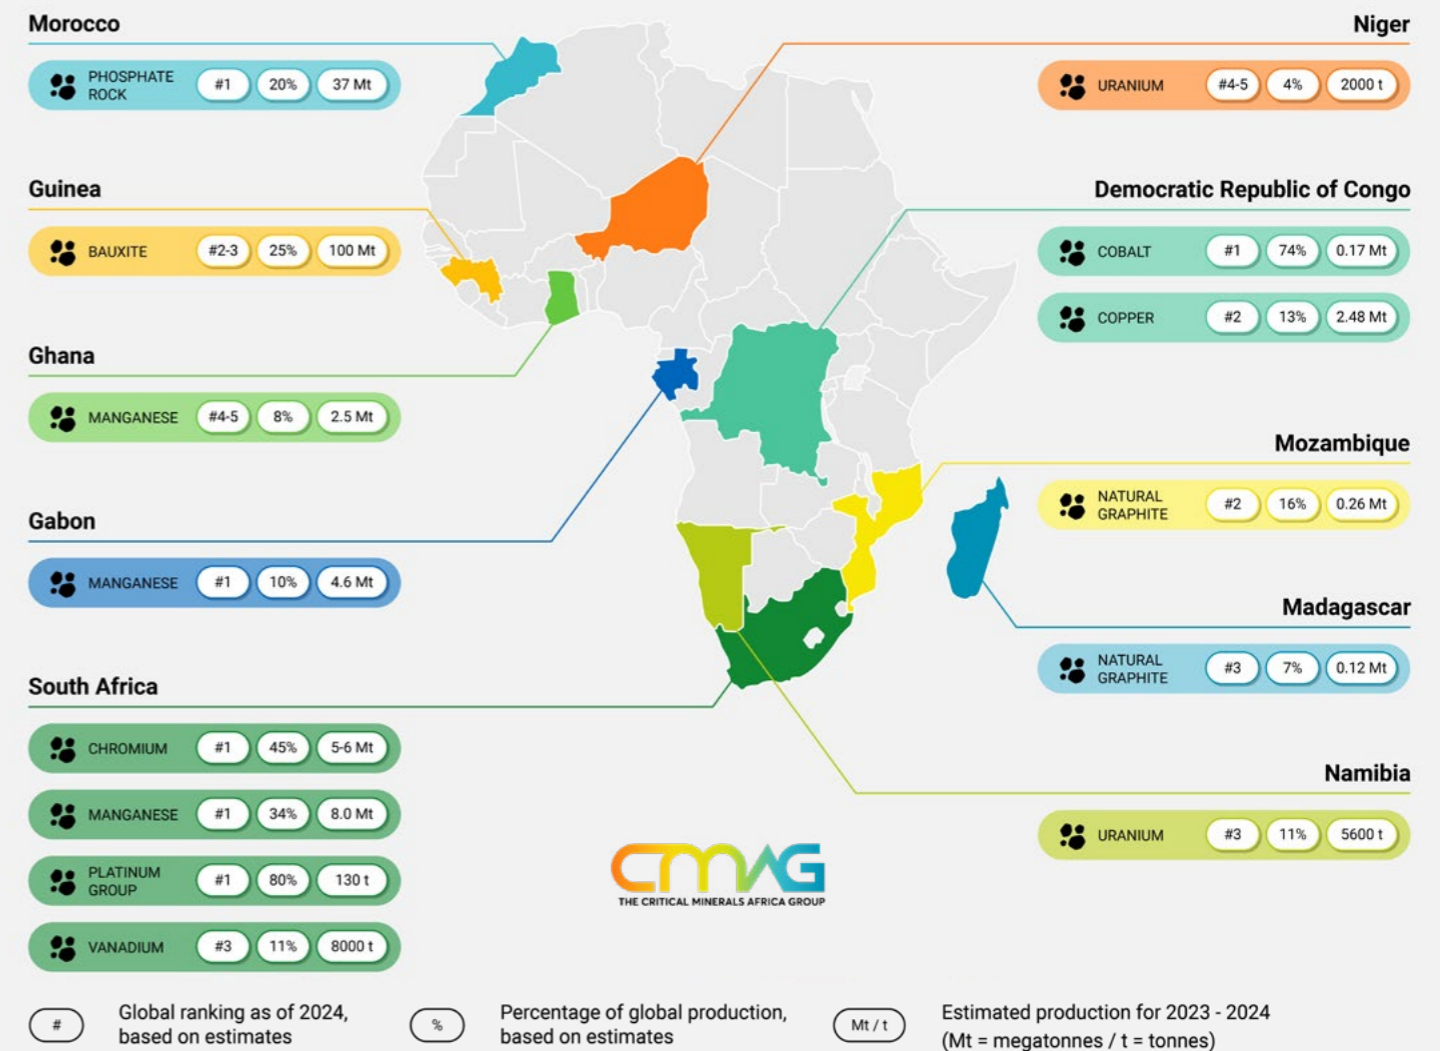 Morocco
PHOSPHATE
ROCK
#1
20%
37 Mt
Guinea
BAUXITE
#2-3
25%
100 Mt
Ghana
MANGANESE
#4-5
8%
2.5 Mt
Gabon
MANGANESE
#1
10%
4.6 Mt
South Africa
CHROMIUM
#1
45%
5-6 Mt
MANGANESE
#1
34%
8.0 Mt
PLATINUM
GROUP
#1
80%
130 t
VANADIUM
#3
11%
8000 t
Niger
URANIUM
#4-5
4%
2000 t
Democratic Republic of Congo
COBALT
#1
74%
0.17 Mt
COPPER
#2
13%
2.48 Mt
Mozambique
NATURAL
GRAPHITE
#2
16%
0.26 Mt
Madagascar
NATURAL
GRAPHITE
#3
7%
0.12 Mt
Namibia
URANIUM
#3
11%
5600 t
CMAG
THE CRITICAL MINERALS AFRICA GROUP
#
Global ranking as of 2024,
based on estimates
%
Percentage of global production,
based on estimates
Mt / t
Estimated production for 2023 - 2024
(Mt = megatonnes / t = tonnes)